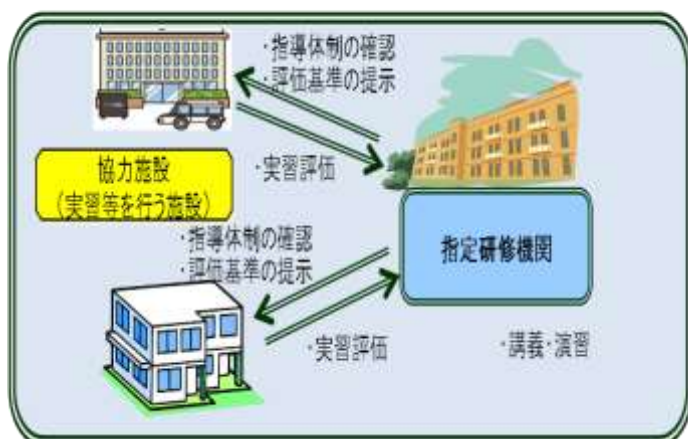 ・指導体制の確認
・評価基準の提示
・実習評価
協力施設
（実習等を行う施設）
・指導体制の確認
・評価基準の提示
指定研修機関
・実習評価
・講義・演習